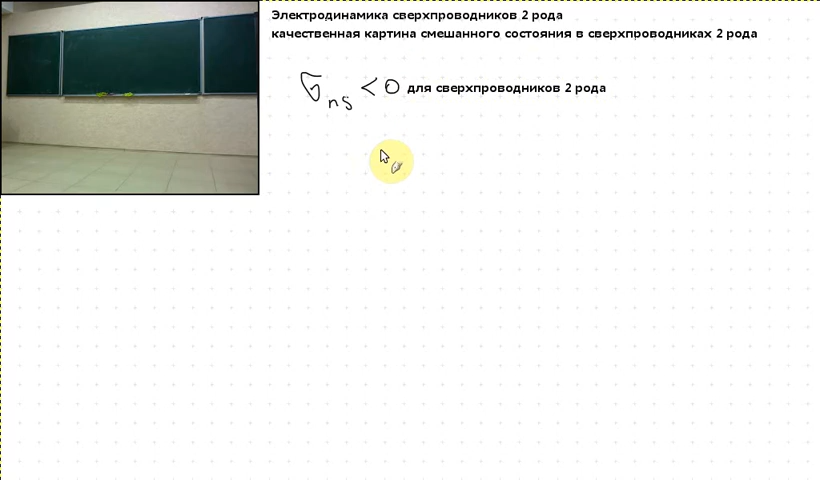 Электродинамика сверхпроводников 2 рода
качественная картина смешанного состояния в сверхпроводниках 2 рода
σns < 0 для сверхпроводников 2 рода